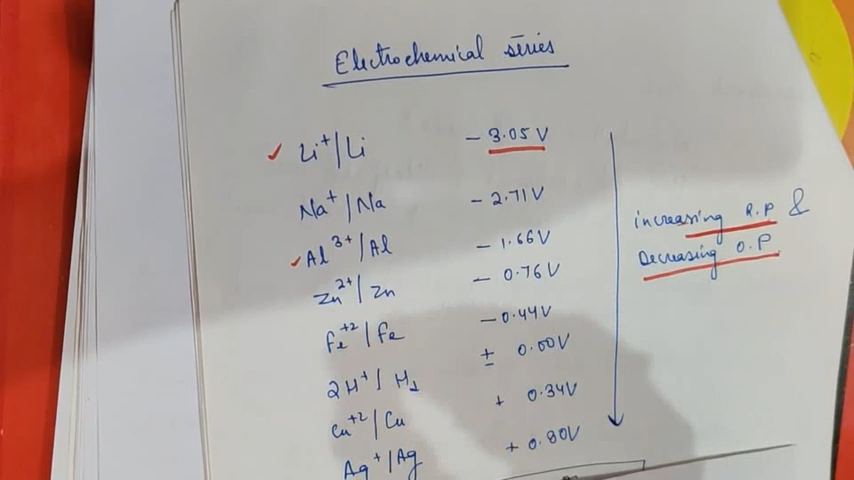 Electrochemical series
Li+/Li - 3.05 V
Na+/Na - 2.71V
Al3+/Al - 1.66V
Zn2+/Zn - 0.76V
Fe+2/Fe - 0.44V
2H+/H2 ± 0.00V
Cu+2/Cu + 0.34V
Ag+/Ag + 0.80V
increasing R.P &
Decreasing O.P